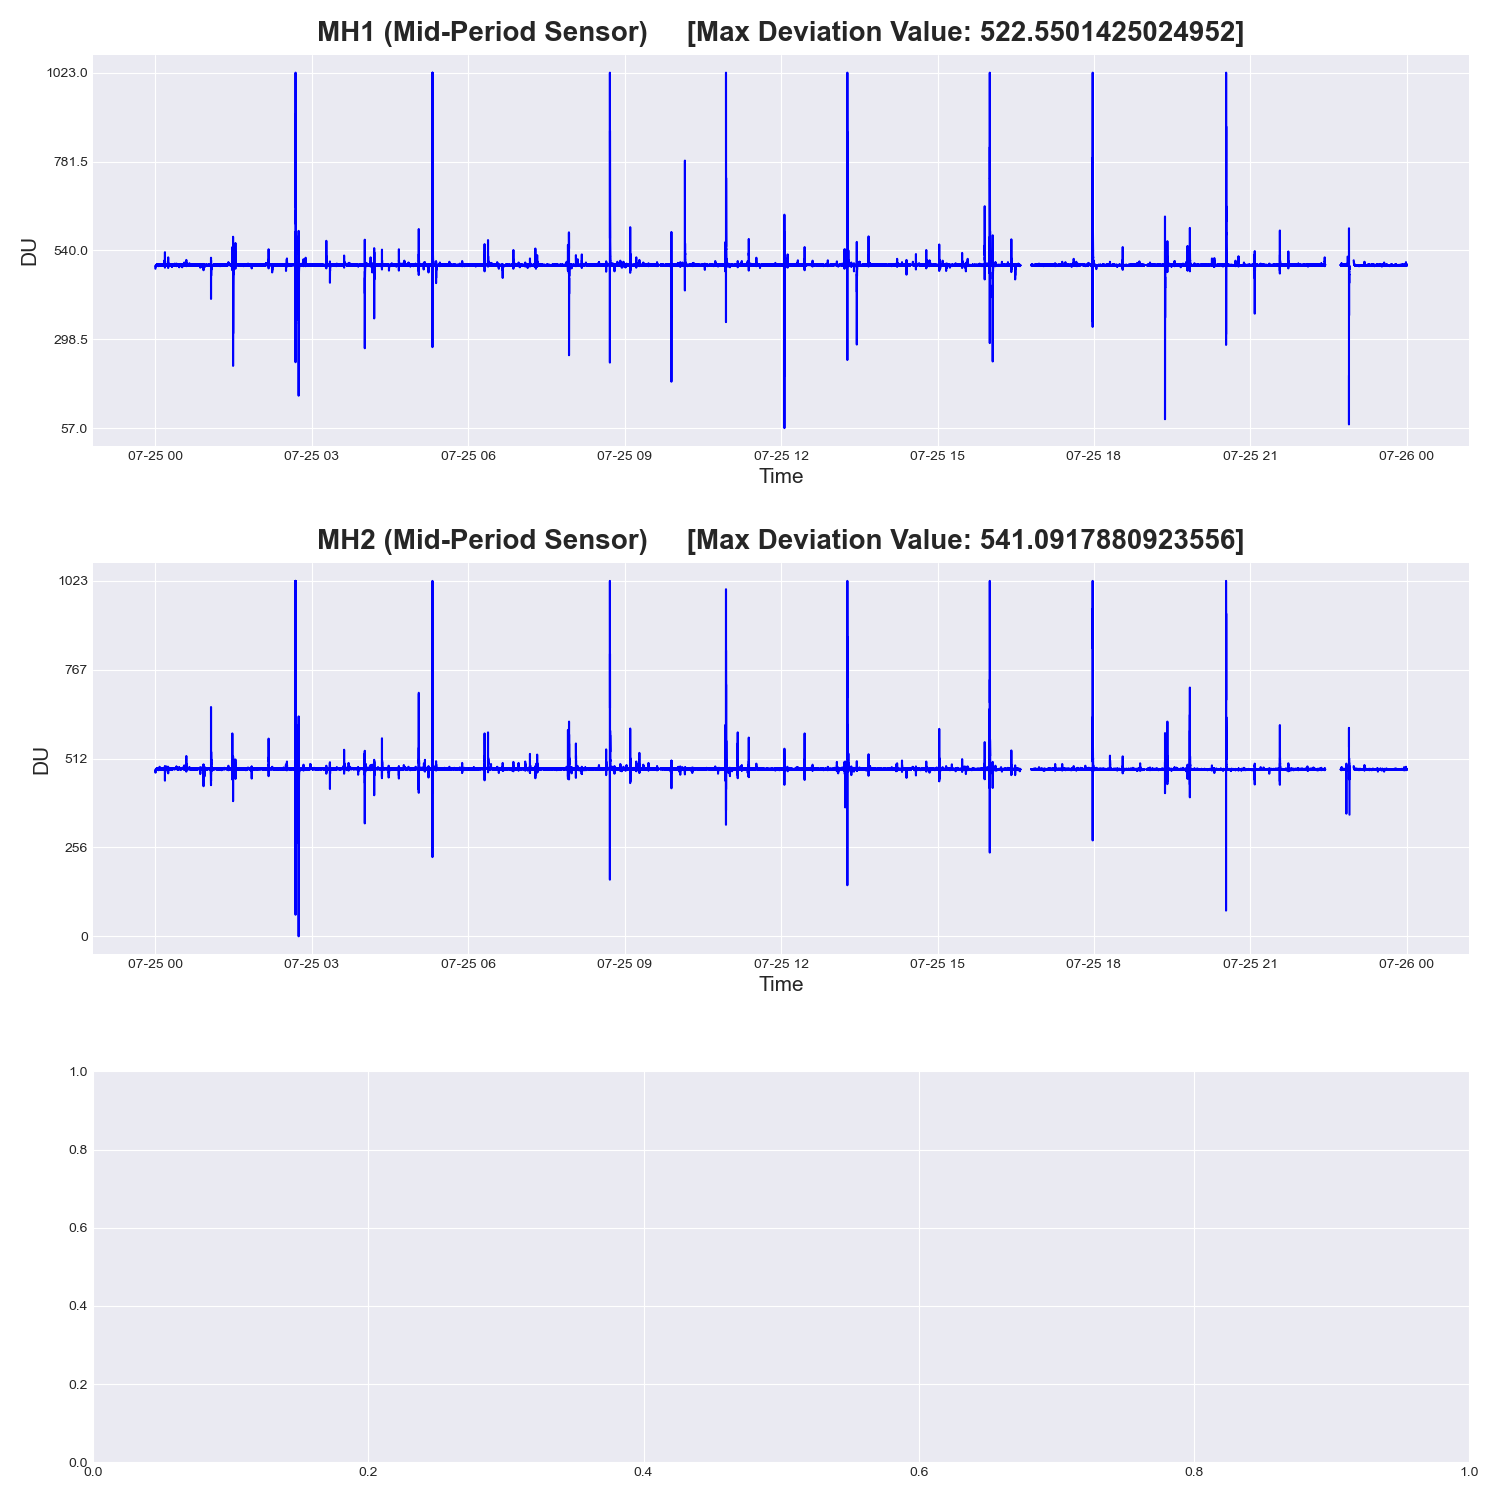 MH1 (Mid-Period Sensor) [Max Deviation Value: 522.5501425024952]
1023.0
781.5
540.0
298.5
57.0
DU
07-25 00 07-25 03 07-25 06 07-25 09 07-25 12 07-25 15 07-25 18 07-25 21 07-26 00
Time
MH2 (Mid-Period Sensor) [Max Deviation Value: 541.0917880923556]
1023
767
512
256
0
DU
07-25 00 07-25 03 07-25 06 07-25 09 07-25 12 07-25 15 07-25 18 07-25 21 07-26 00
Time
1.0
0.8
0.6
0.4
0.2
0.0
0.0 0.2 0.4 0.6 0.8 1.0